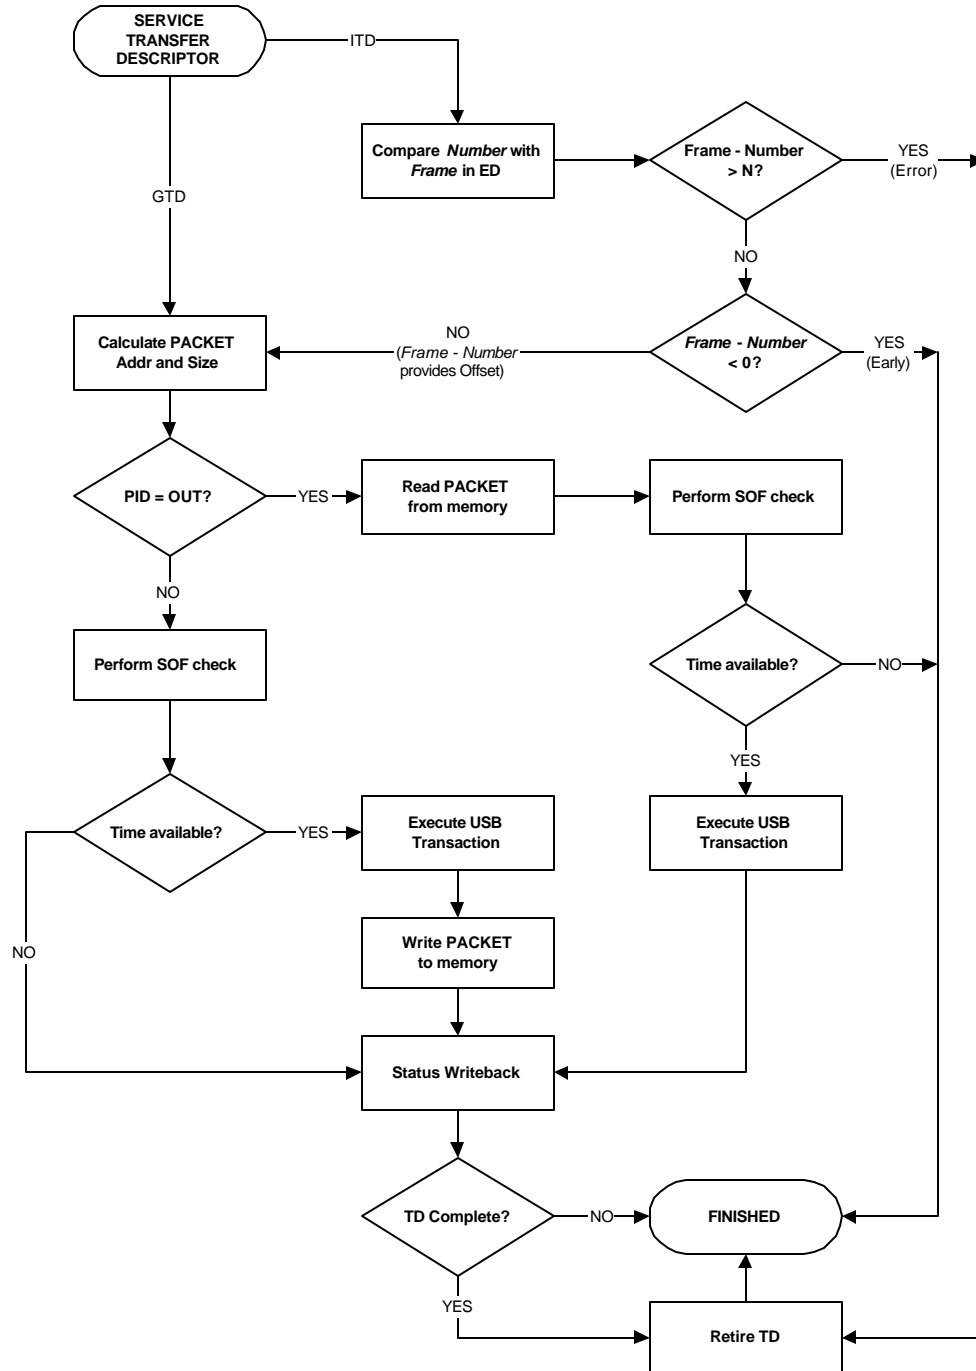 SERVICE
TRANSFER
DESCRIPTOR
ITD
Compare Number with
Frame in ED
Frame - Number
> N?
YES
(Error)
GTD
NO
Calculate PACKET
Addr and Size
NO
(Frame - Number
provides Offset)
Frame - Number
< 0?
YES
(Early)
PID = OUT?
YES
Read PACKET
from memory
Perform SOF check
NO
Perform SOF check
Time available?
NO
YES
Time available?
YES
Execute USB
Transaction
Execute USB
Transaction
NO
Write PACKET
to memory
Status Writeback
TD Complete?
NO
FINISHED
YES
Retire TD